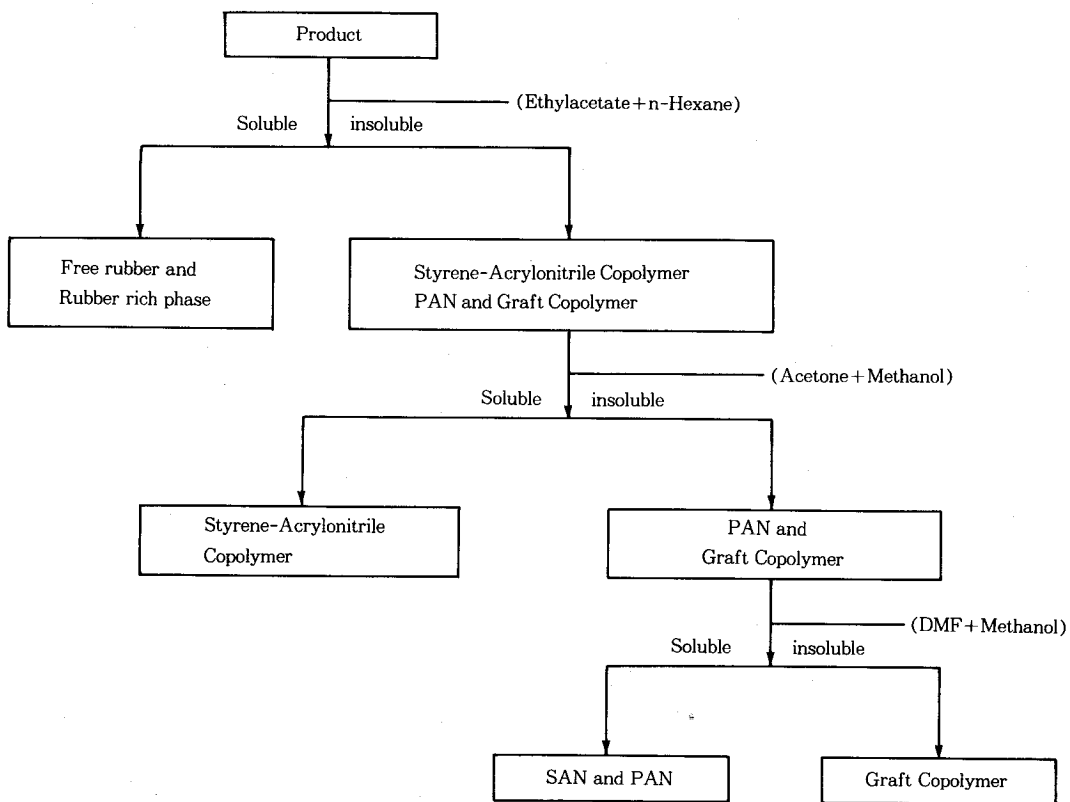 Product
(Ethylacetate+n-Hexane)
Soluble insoluble
Free rubber and
Rubber rich phase
Styrene-Acrylonitrile Copolymer
PAN and Graft Copolymer
(Acetone+Methanol)
Soluble insoluble
Styrene-Acrylonitrile
Copolymer
PAN and
Graft Copolymer
(DMF+Methanol)
Soluble insoluble
SAN and PAN
Graft Copolymer